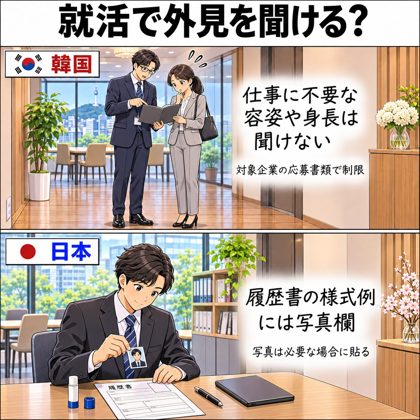 就活で外見を聞ける?
韓国
仕事に不要な
容姿や身長は
聞けない
対象企業の応募書類で制限
日本
履歴書の様式例
には写真欄
写真は必要な場合に貼る
履歴書